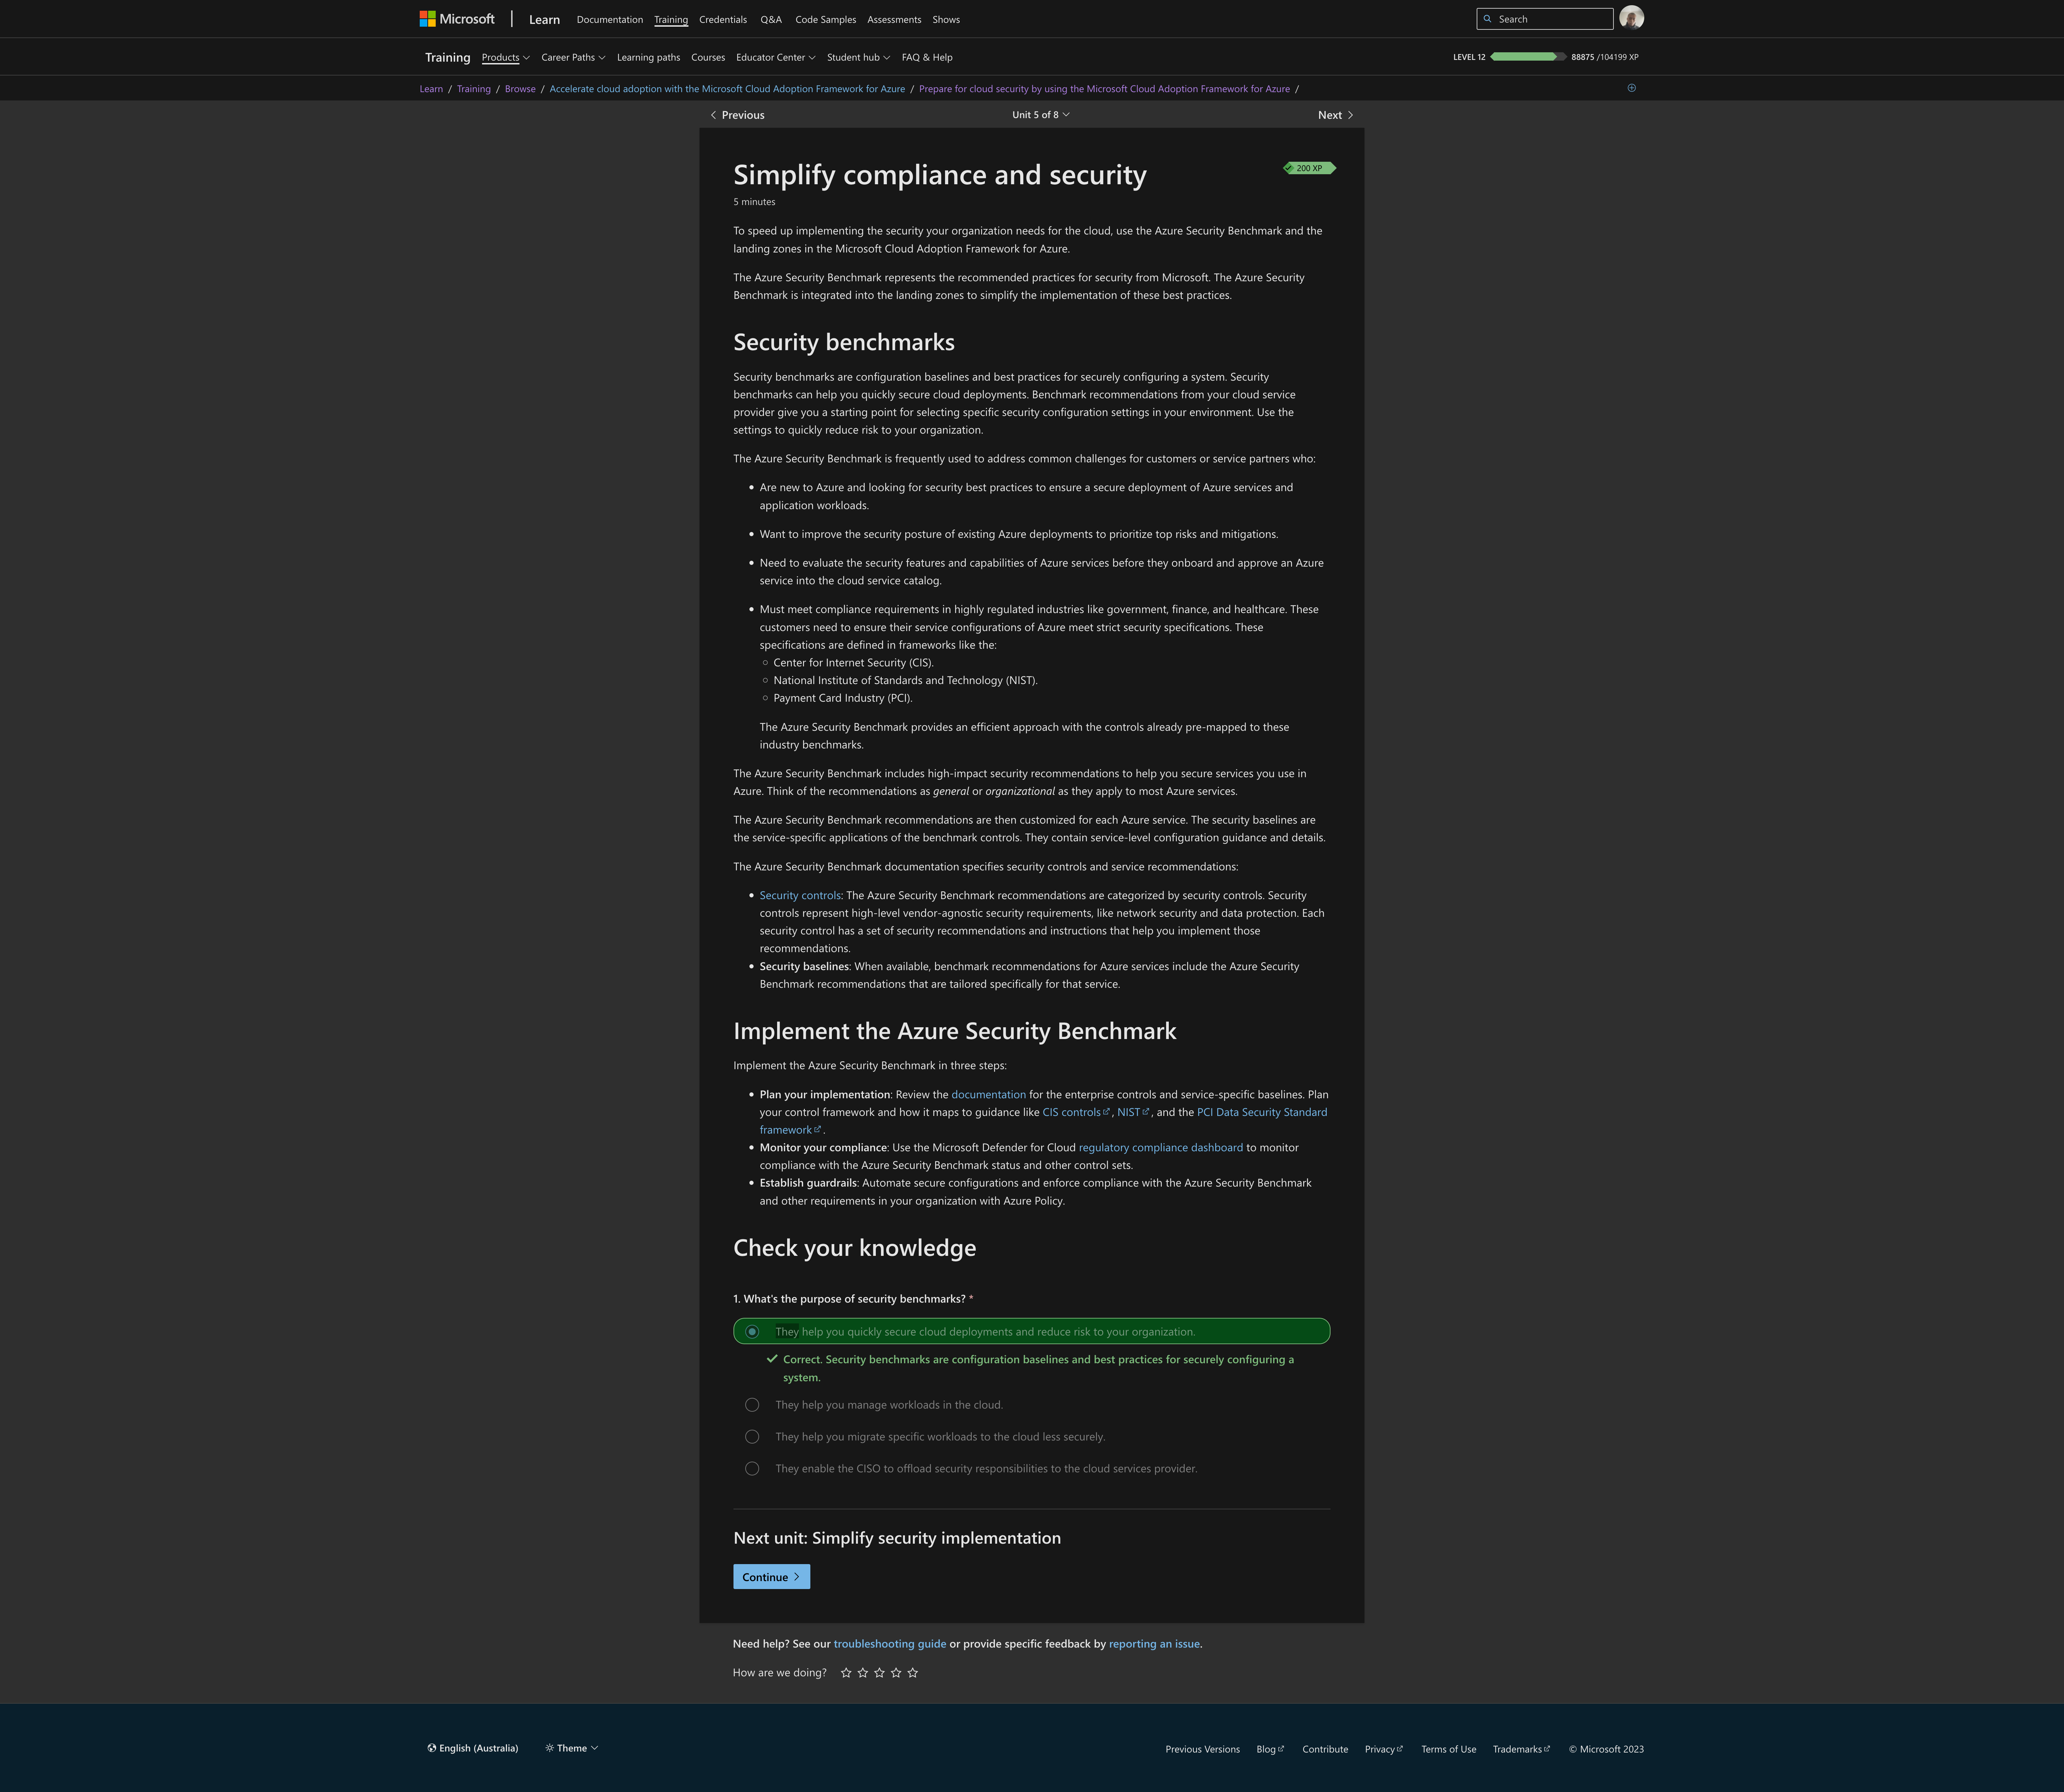 Microsoft
Learn
Documentation
Training
Credentials
Q&A
Code Samples
Assessments
Shows
Search
Training
Products
Career Paths
Learning paths
Courses
Educator Center
Student hub
FAQ & Help
LEVEL 12
88875 /104199 XP
Learn / Training / Browse / Accelerate cloud adoption with the Microsoft Cloud Adoption Framework for Azure / Prepare for cloud security by using the Microsoft Cloud Adoption Framework for Azure /
Previous
Unit 5 of 8
Next
Simplify compliance and security
200 XP
5 minutes
To speed up implementing the security your organization needs for the cloud, use the Azure Security Benchmark and the
landing zones in the Microsoft Cloud Adoption Framework for Azure.
The Azure Security Benchmark represents the recommended practices for security from Microsoft. The Azure Security
Benchmark is integrated into the landing zones to simplify the implementation of these best practices.
Security benchmarks
Security benchmarks are configuration baselines and best practices for securely configuring a system. Security
benchmarks can help you quickly secure cloud deployments. Benchmark recommendations from your cloud service
provider give you a starting point for selecting specific security configuration settings in your environment. Use the
settings to quickly reduce risk to your organization.
The Azure Security Benchmark is frequently used to address common challenges for customers or service partners who:
Are new to Azure and looking for security best practices to ensure a secure deployment of Azure services and
application workloads.
Want to improve the security posture of existing Azure deployments to prioritize top risks and mitigations.
Need to evaluate the security features and capabilities of Azure services before they onboard and approve an Azure
service into the cloud service catalog.
Must meet compliance requirements in highly regulated industries like government, finance, and healthcare. These
customers need to ensure their service configurations of Azure meet strict security specifications. These
specifications are defined in frameworks like the:
Center for Internet Security (CIS).
National Institute of Standards and Technology (NIST).
Payment Card Industry (PCI).
The Azure Security Benchmark provides an efficient approach with the controls already pre-mapped to these
industry benchmarks.
The Azure Security Benchmark includes high-impact security recommendations to help you secure services you use in
Azure. Think of the recommendations as general or organizational as they apply to most Azure services.
The Azure Security Benchmark recommendations are then customized for each Azure service. The security baselines are
the service-specific applications of the benchmark controls. They contain service-level configuration guidance and details.
The Azure Security Benchmark documentation specifies security controls and service recommendations:
Security controls: The Azure Security Benchmark recommendations are categorized by security controls. Security
controls represent high-level vendor-agnostic security requirements, like network security and data protection. Each
security control has a set of security recommendations and instructions that help you implement those
recommendations.
Security baselines: When available, benchmark recommendations for Azure services include the Azure Security
Benchmark recommendations that are tailored specifically for that service.
Implement the Azure Security Benchmark
Implement the Azure Security Benchmark in three steps:
Plan your implementation: Review the documentation for the enterprise controls and service-specific baselines. Plan
your control framework and how it maps to guidance like CIS controls, NIST, and the PCI Data Security Standard
framework.
Monitor your compliance: Use the Microsoft Defender for Cloud regulatory compliance dashboard to monitor
compliance with the Azure Security Benchmark status and other control sets.
Establish guardrails: Automate secure configurations and enforce compliance with the Azure Security Benchmark
and other requirements in your organization with Azure Policy.
Check your knowledge
1. What's the purpose of security benchmarks? *
They help you quickly secure cloud deployments and reduce risk to your organization.
Correct. Security benchmarks are configuration baselines and best practices for securely configuring a
system.
They help you manage workloads in the cloud.
They help you migrate specific workloads to the cloud less securely.
They enable the CISO to offload security responsibilities to the cloud services provider.
Next unit: Simplify security implementation
Continue
Need help? See our troubleshooting guide or provide specific feedback by reporting an issue.
How are we doing?
English (Australia)
Theme
Previous Versions
Blog
Contribute
Privacy
Terms of Use
Trademarks
© Microsoft 2023